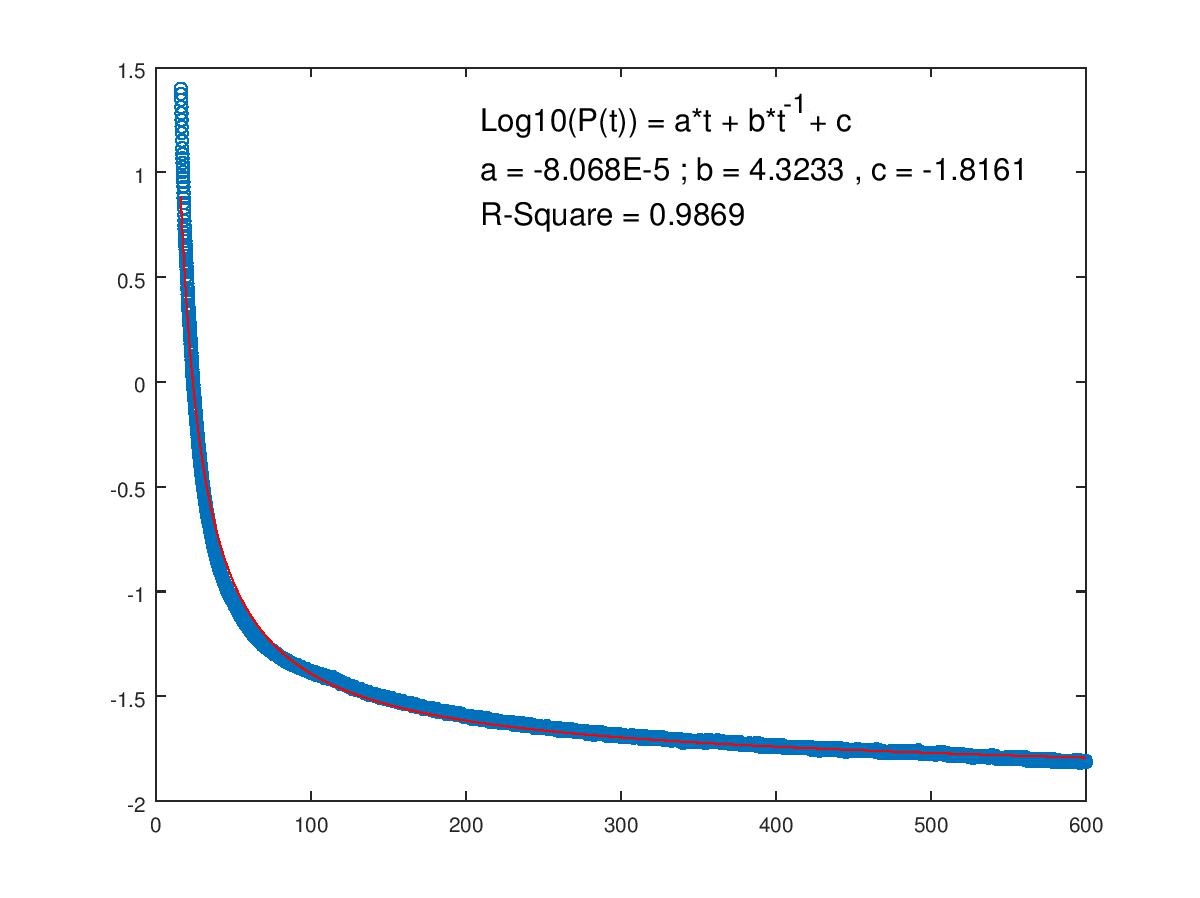 1.5
1
0.5
0
-0.5
-1
-1.5
-2
0 100 200 300 400 500 600
Log10(P(t)) = a*t + b*t^-1 + c
a = -8.068E-5 ; b = 4.3233 , c = -1.8161
R-Square = 0.9869